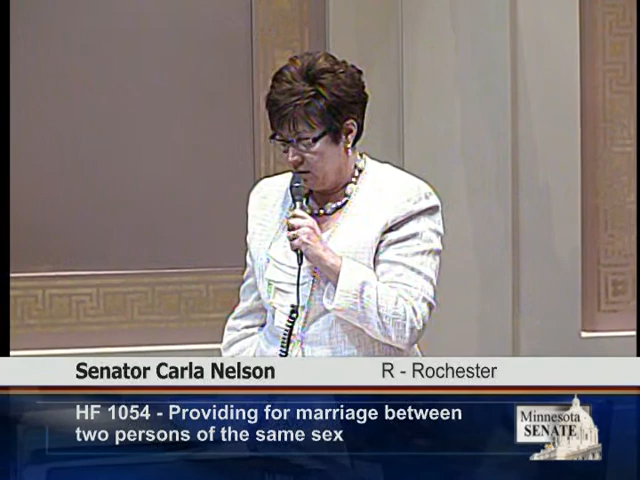 Senator Carla Nelson R - Rochester
HF 1054 - Providing for marriage between
two persons of the same sex
Minnesota
SENATE